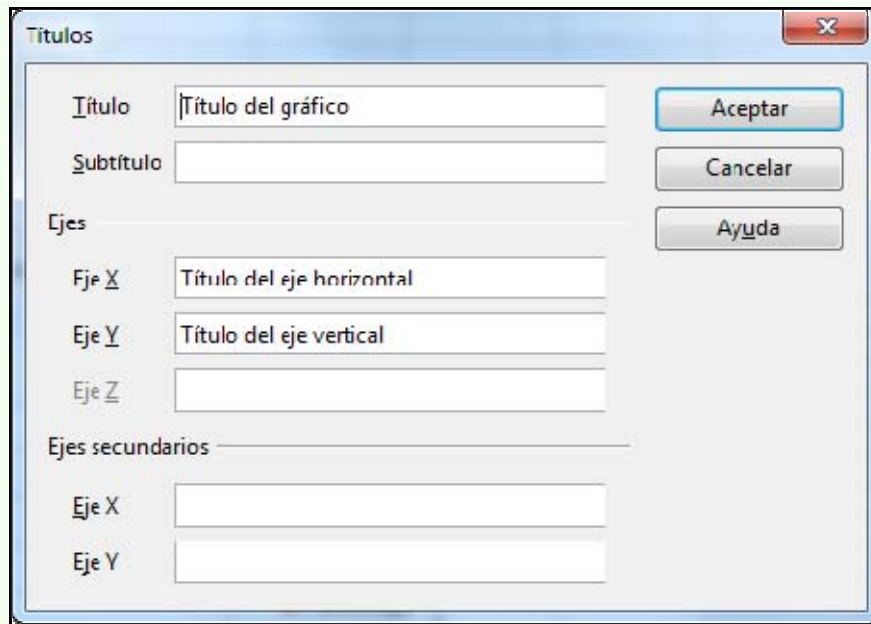 Títulos
Título Título del gráfico Aceptar
Subtítulo Cancelar
Ejes Ayuda
Eje X Título del eje horizontal
Eje Y Título del eje vertical
Eje Z
Ejes secundarios
Eje X
Eje Y